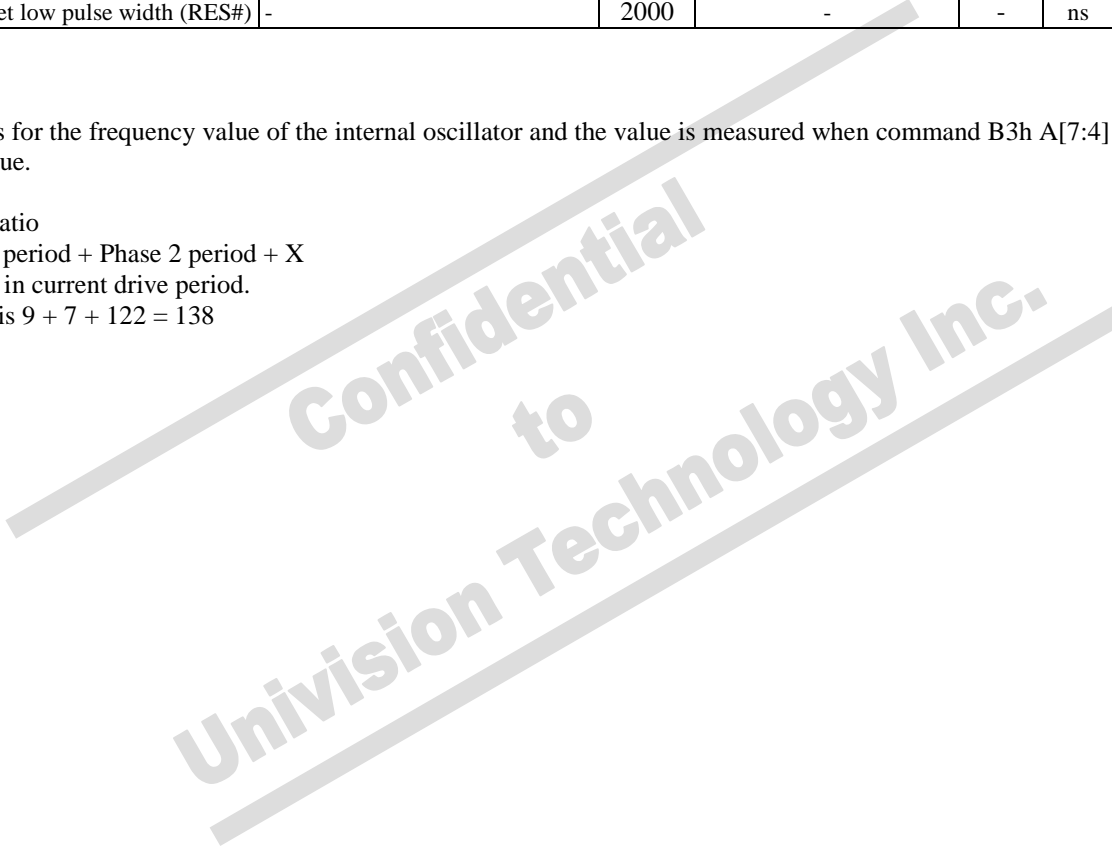 et low pulse width (RES#) - 2000 - - ns
s for the frequency value of the internal oscillator and the value is measured when command B3h A[7:4]
ue.
atio
period + Phase 2 period + X
in current drive period.
is 9 + 7 + 122 = 138
Confidential
to
Univision Technology Inc.